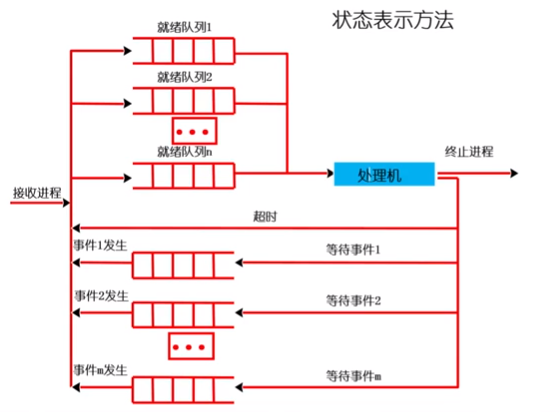 状态表示方法
就绪队列1
就绪队列2
就绪队列n
终止进程
处理机
接收进程
超时
事件1发生
等待事件1
事件2发生
等待事件2
事件m发生
等待事件m